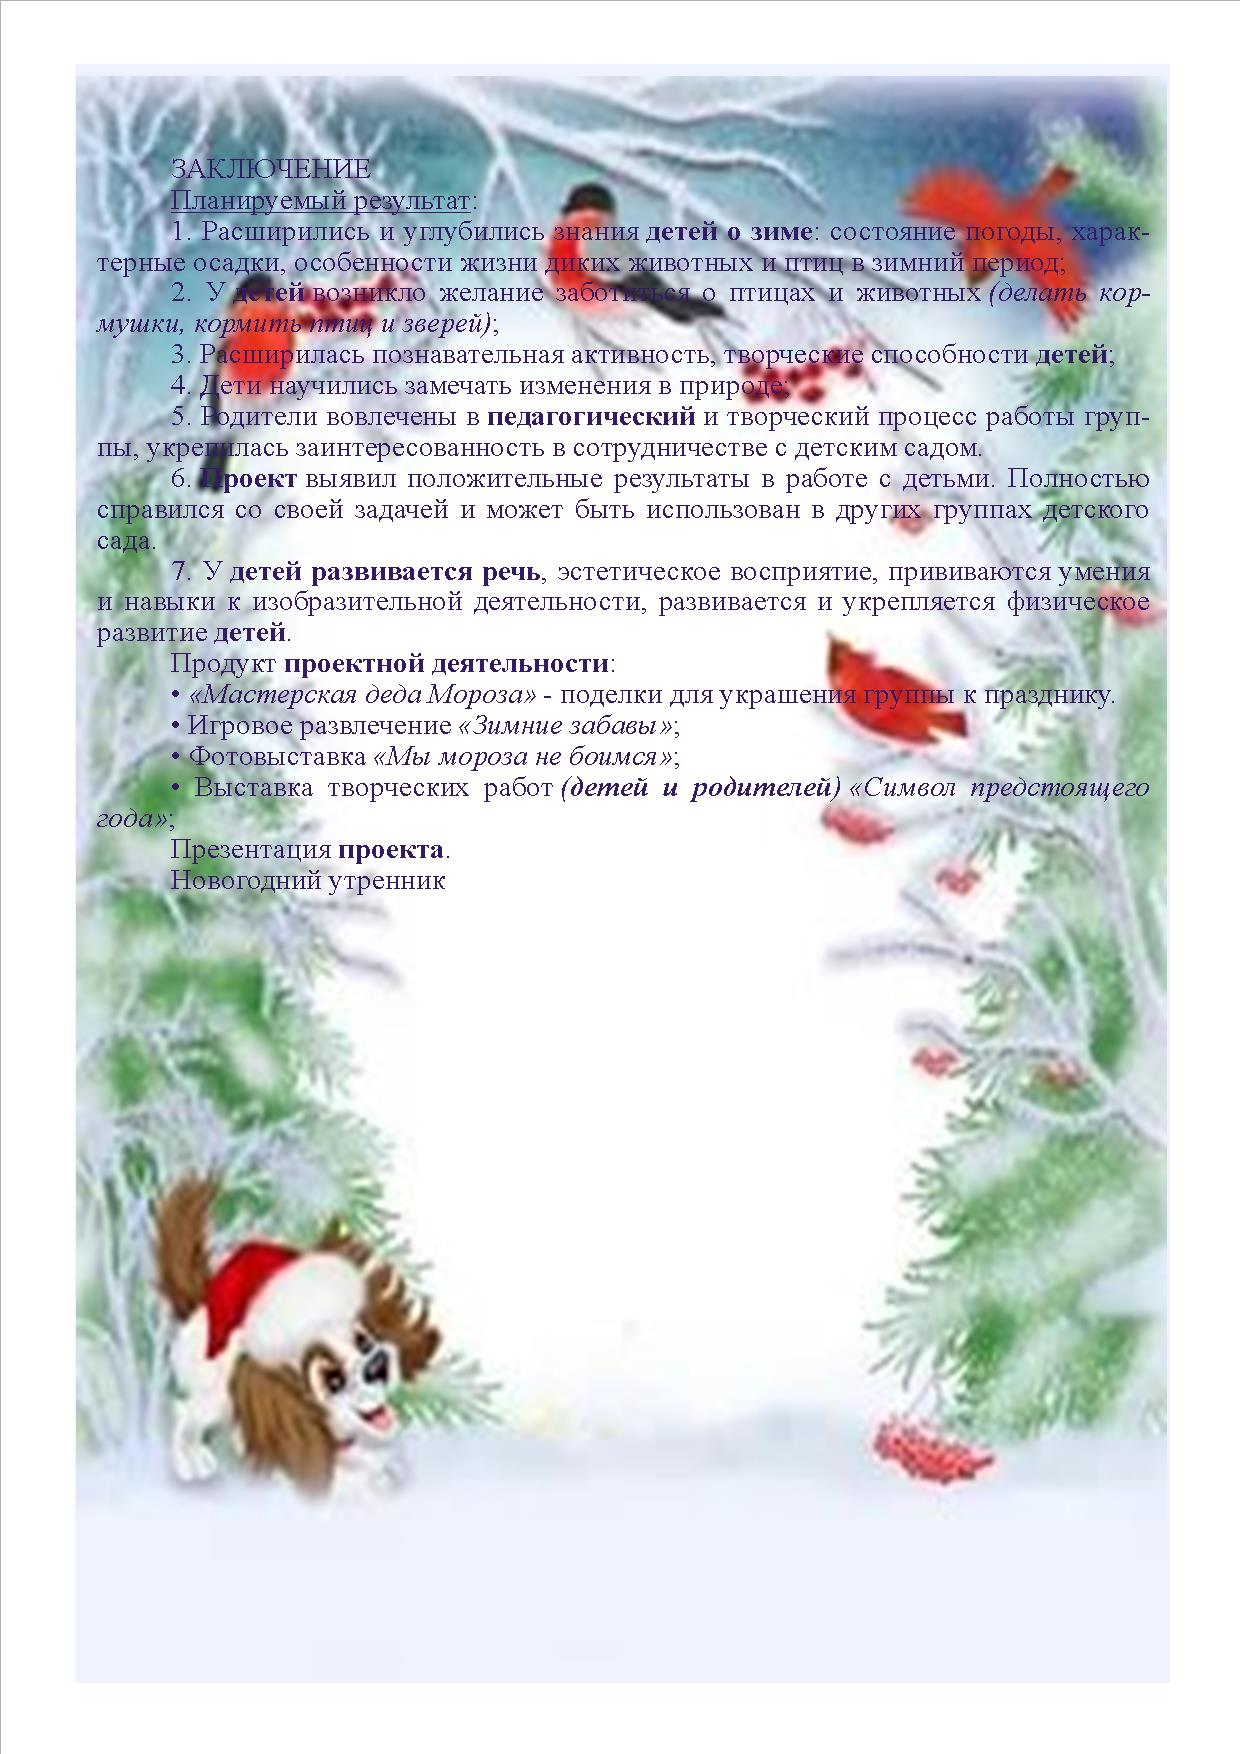 ЗАКЛЮЧЕНИЕ
Планируемый результат:
1. Расширились и углубились знания детей о зиме: состояние погоды, харак-
терные осадки, особенности жизни диких животных и птиц в зимний период;
2. У детей возникло желание заботиться о птицах и животных (делать кор-
мушки, кормить птиц и зверей);
3. Расширилась познавательная активность, творческие способности детей;
4. Дети научились замечать изменения в природе;
5. Родители вовлечены в педагогический и творческий процесс работы груп-
пы, укрепилась заинтересованность в сотрудничестве с детским садом.
6. Проект выявил положительные результаты в работе с детьми. Полностью
справился со своей задачей и может быть использован в других группах детского
сада.
7. У детей развивается речь, эстетическое восприятие, прививаются умения
и навыки к изобразительной деятельности, развивается и укрепляется физическое
развитие детей.
Продукт проектной деятельности:
• «Мастерская деда Мороза» - поделки для украшения группы к празднику.
• Игровое развлечение «Зимние забавы»;
• Фотовыставка «Мы мороза не боимся»;
• Выставка творческих работ (детей и родителей) «Символ предстоящего
года»;
Презентация проекта.
Новогодний утренник